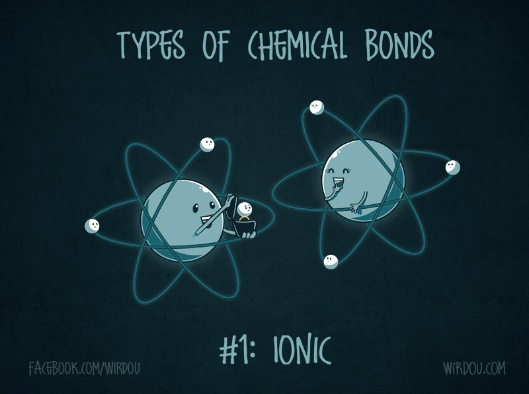 TYPES OF CHEMICAL BONDS
#1: IONIC
FACEBOOK.COM/WIRDOU
WIRDOU.COM